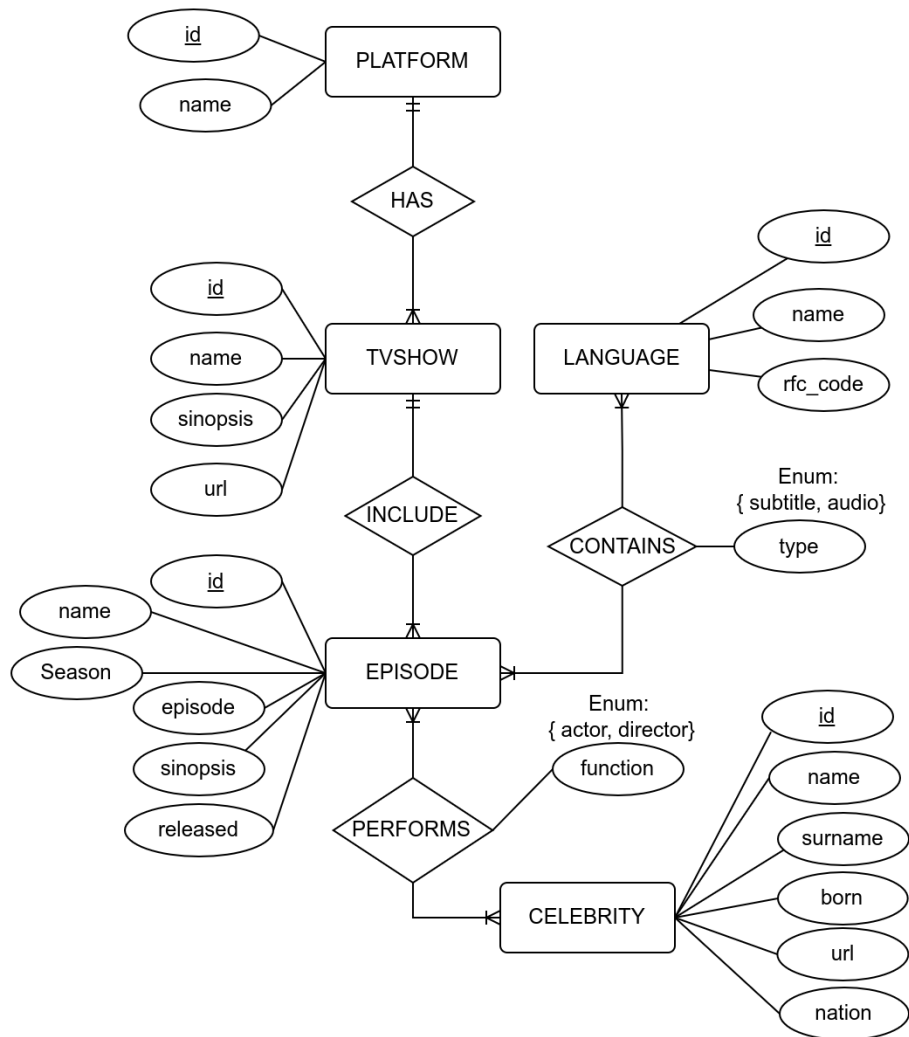 id
PLATFORM
name
HAS
id
id
name
name
TVSHOW
LANGUAGE
rfc_code
sinopsis
Enum:
{ subtitle, audio}
url
INCLUDE
CONTAINS
type
id
name
Season
EPISODE
episode
Enum:
{ actor, director}
id
sinopsis
function
name
released
PERFORMS
surname
born
CELEBRITY
url
nation